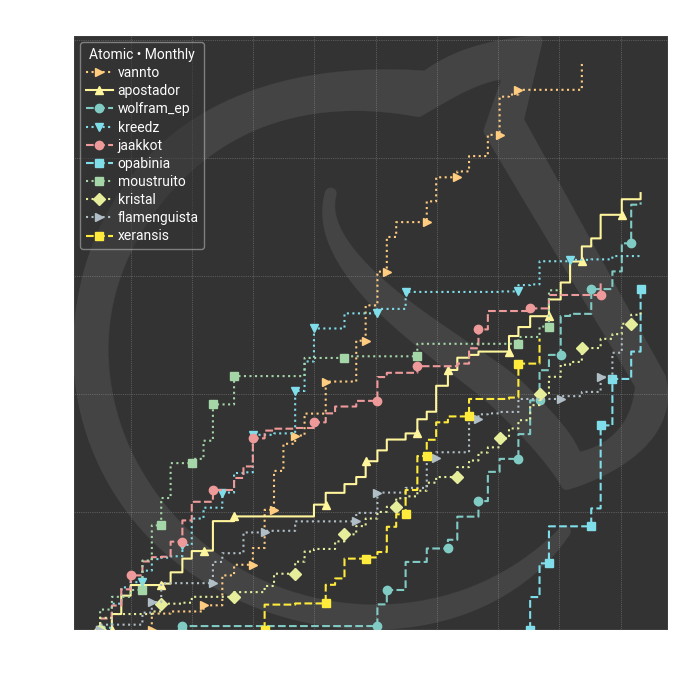 Atomic • Monthly
vannto
apostador
wolfram_ep
kreedz
jaakkot
opabinia
moustruito
kristal
flamenguista
xeransis